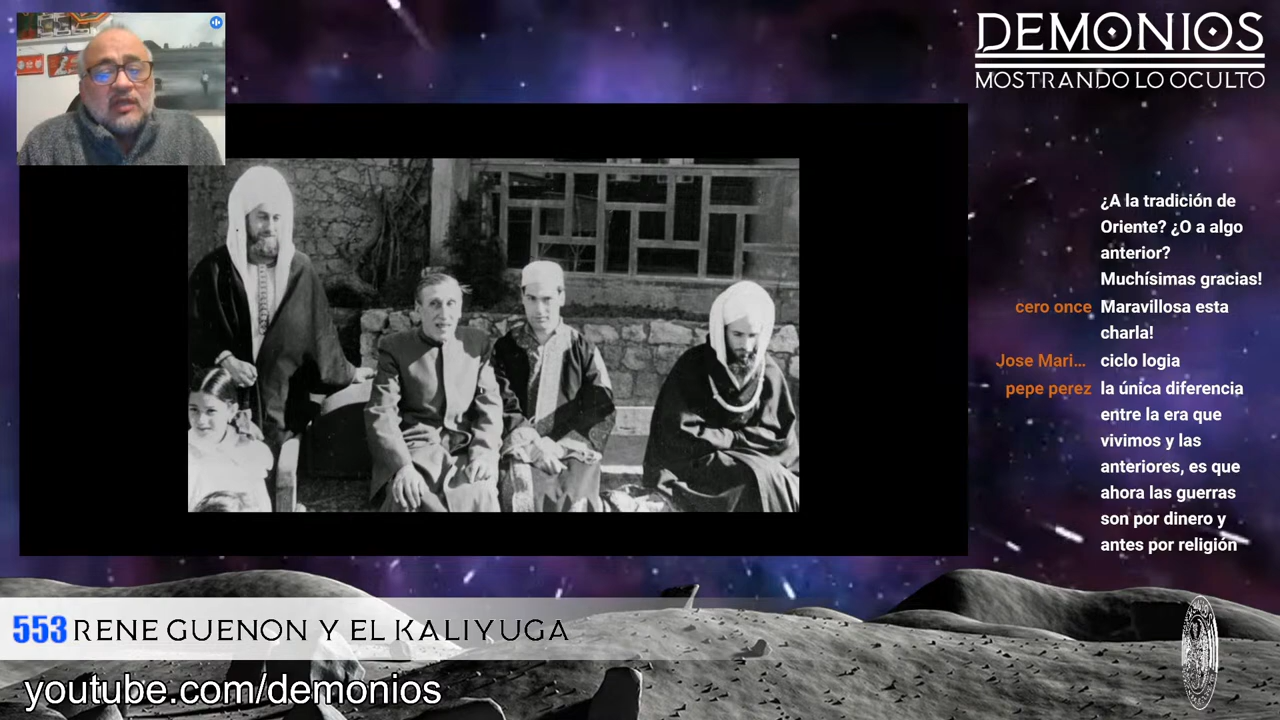 DEMONIOS
MOSTRANDO LO OCULTO
¿A la tradición de
Oriente? ¿O a algo
anterior?
Muchísimas gracias!
cero once Maravillosa esta
charla!
Jose Mari... ciclo logia
pepe perez la única diferencia
entre la era que
vivimos y las
anteriores, es que
ahora las guerras
son por dinero y
antes por religión
553 RENE GUENON Y EL KALIYUGA
youtube.com/demonios